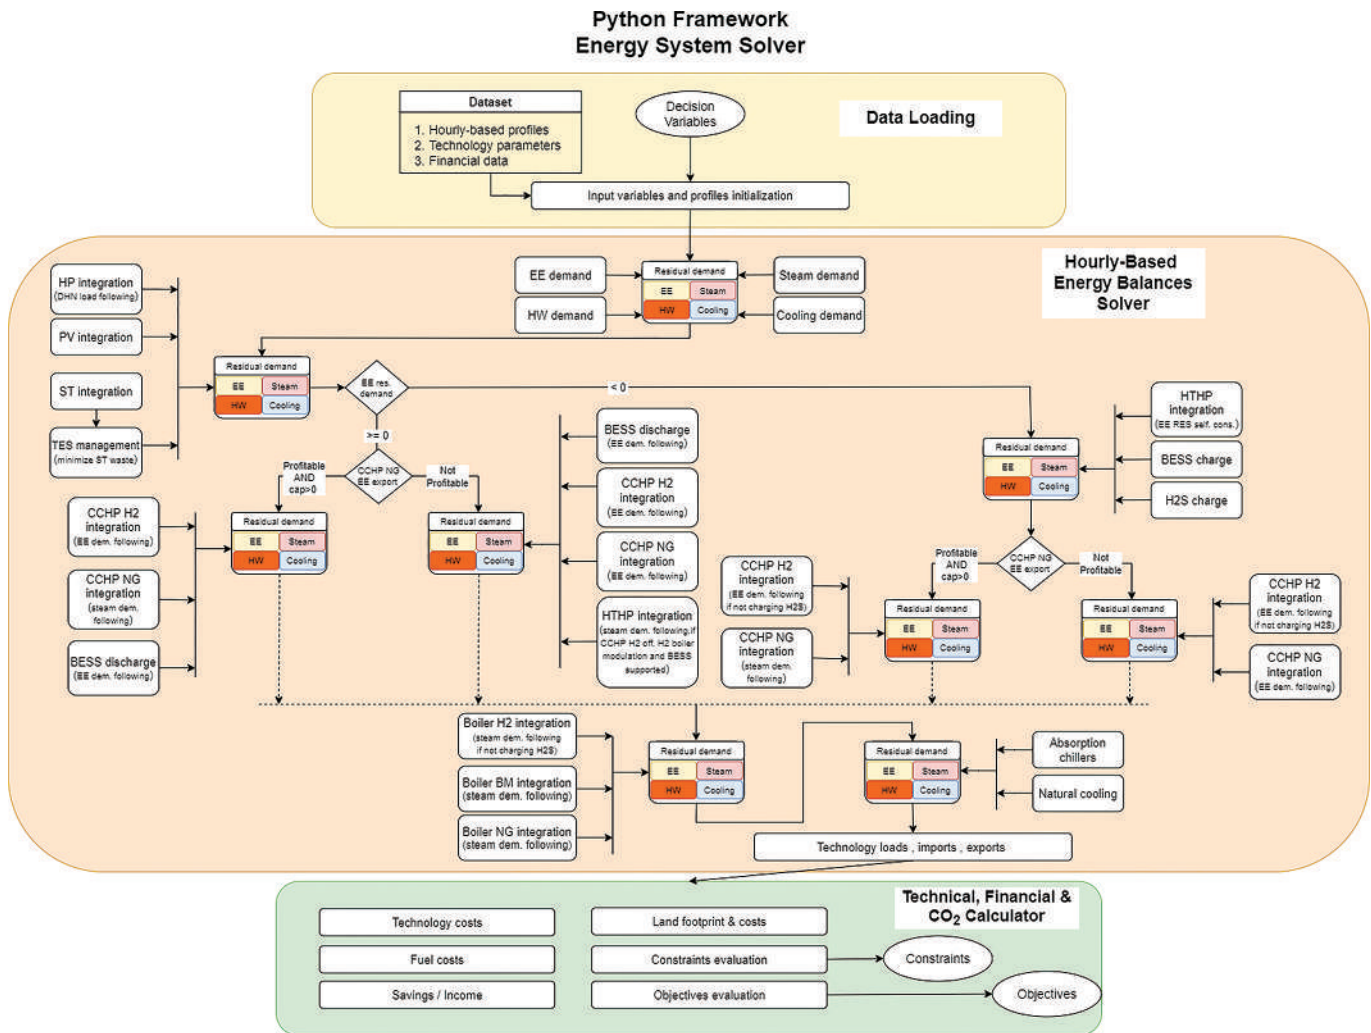 Python Framework
Energy System Solver
Dataset
1. Hourly-based profiles
2. Technology parameters
3. Financial data
Decision
Variables
Data Loading
Input variables and profiles initialization
Hourly-Based
Energy Balances
Solver
EE demand
HW demand
Residual demand
EE
Steam
HW
Cooling
Steam demand
Cooling demand
HP integration
(DHN load following)
PV integration
ST integration
TES management
(minimize ST waste)
Residual demand
EE
Steam
HW
Cooling
EE res.
demand
< 0
>= 0
CCHP NG
EE export
Profitable
AND
cap>0
Not
Profitable
CCHP H2
integration
(EE dem. following)
CCHP NG
integration
(steam dem.
following)
BESS discharge
(EE dem. following)
Residual demand
EE
Steam
HW
Cooling
Residual demand
EE
Steam
HW
Cooling
BESS discharge
(EE dem. following)
CCHP H2
integration
(EE dem. following)
CCHP NG
integration
(EE dem. following)
HTHP integration
(steam dem. following,if
CCHP H2 off, H2 boiler
modulation and BESS
supported)
HTHP
integration
(EE RES self. cons.)
BESS charge
H2S charge
Residual demand
EE
Steam
HW
Cooling
CCHP NG
EE export
Profitable
AND
cap>0
Not
Profitable
CCHP H2
integration
(EE dem. following
if not charging H2S)
CCHP NG
integration
(steam dem.
following)
Residual demand
EE
Steam
HW
Cooling
Residual demand
EE
Steam
HW
Cooling
CCHP H2
integration
(EE dem. following
if not charging H2S)
CCHP NG
integration
(EE dem. following)
Boiler H2 integration
(steam dem. following
if not charging H2S)
Boiler BM integration
(steam dem. following)
Boiler NG integration
(steam dem. following)
Residual demand
EE
Steam
HW
Cooling
Residual demand
EE
Steam
HW
Cooling
Absorption
chillers
Natural cooling
Technology loads , imports , exports
Technical, Financial &
CO₂ Calculator
Technology costs
Fuel costs
Savings / Income
Land footprint & costs
Constraints evaluation
Objectives evaluation
Constraints
Objectives